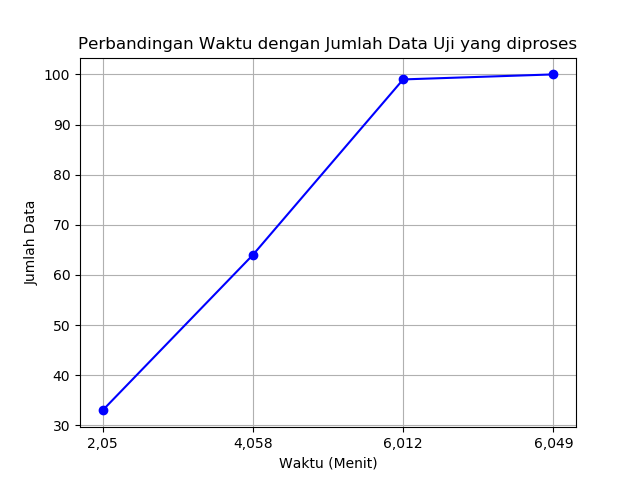 Perbandingan Waktu dengan Jumlah Data Uji yang diproses
100
90
80
70
60
50
40
30
Jumlah Data
2,05 4,058 6,012 6,049
Waktu (Menit)